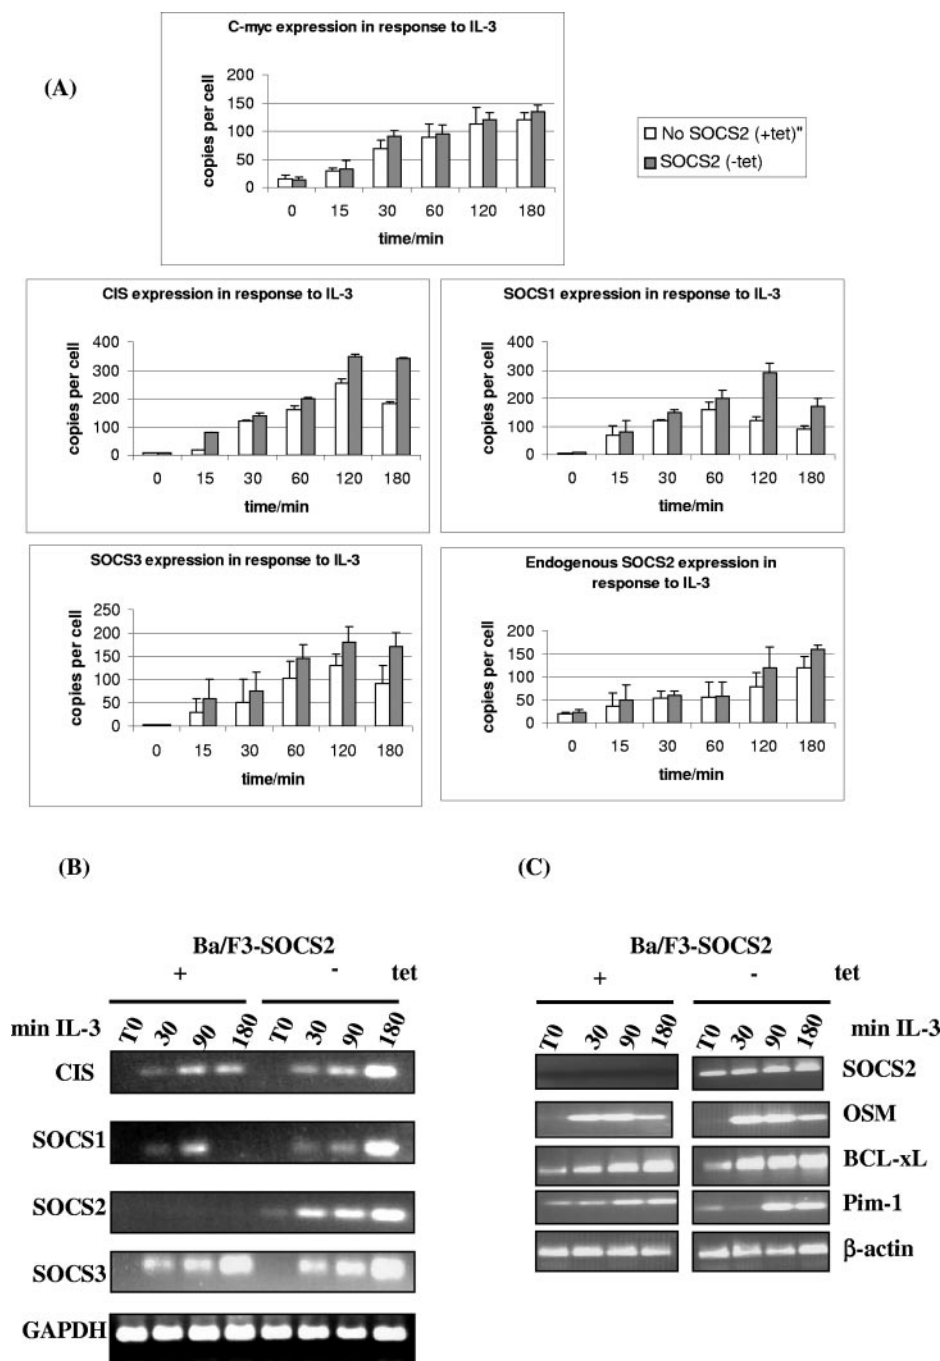 C-myc expression in response to IL-3
(A)
copies per cell
200
150
100
50
0
0 15 30 60 120 180
time/min
No SOCS2 (+tet)"
SOCS2 (-tet)
CIS expression in response to IL-3
copies per cell
400
300
200
100
0
0 15 30 60 120 180
time/min
SOCS1 expression in response to IL-3
copies per cell
400
300
200
100
0
0 15 30 60 120 180
time/min
SOCS3 expression in response to IL-3
copies per cell
250
200
150
100
50
0
0 15 30 60 120 180
time/min
Endogenous SOCS2 expression in
response to IL-3
copies per cell
200
150
100
50
0
0 15 30 60 120 180
time/min
(B)
Ba/F3-SOCS2
+ - tet
min IL-3 T0 30 90 180 T0 30 90 180
CIS
SOCS1
SOCS2
SOCS3
GAPDH
(C)
Ba/F3-SOCS2
+ - tet
T0 30 90 180 T0 30 90 180 min IL-3
SOCS2
OSM
BCL-xL
Pim-1
β-actin